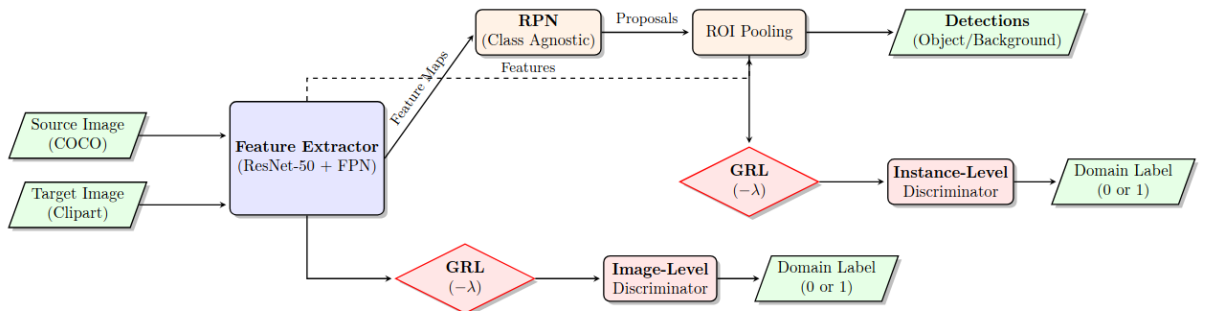 RPN
(Class Agnostic)
Proposals
ROI Pooling
Detections
(Object/Background)
Feature Maps
Features
Source Image
(COCO)
Feature Extractor
(ResNet-50 + FPN)
Target Image
(Clipart)
GRL
(−λ)
Instance-Level
Discriminator
Domain Label
(0 or 1)
GRL
(−λ)
Image-Level
Discriminator
Domain Label
(0 or 1)